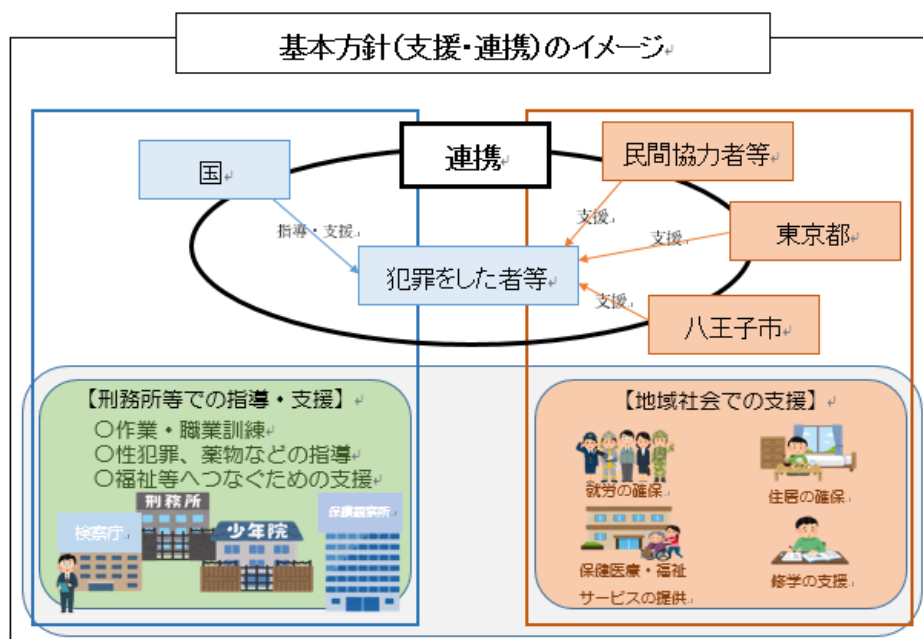 基本方針(支援・連携)のイメージ
連携
国
民間協力者等
東京都
八王子市
指導・支援
支援
支援
支援
犯罪をした者等
【刑務所等での指導・支援】
〇作業・職業訓練
〇性犯罪、薬物などの指導
〇福祉等へつなぐための支援
刑務所
検察庁
少年院
保護観察所
【地域社会での支援】
就労の確保
住居の確保
保健医療・福祉
サービスの提供
修学の支援